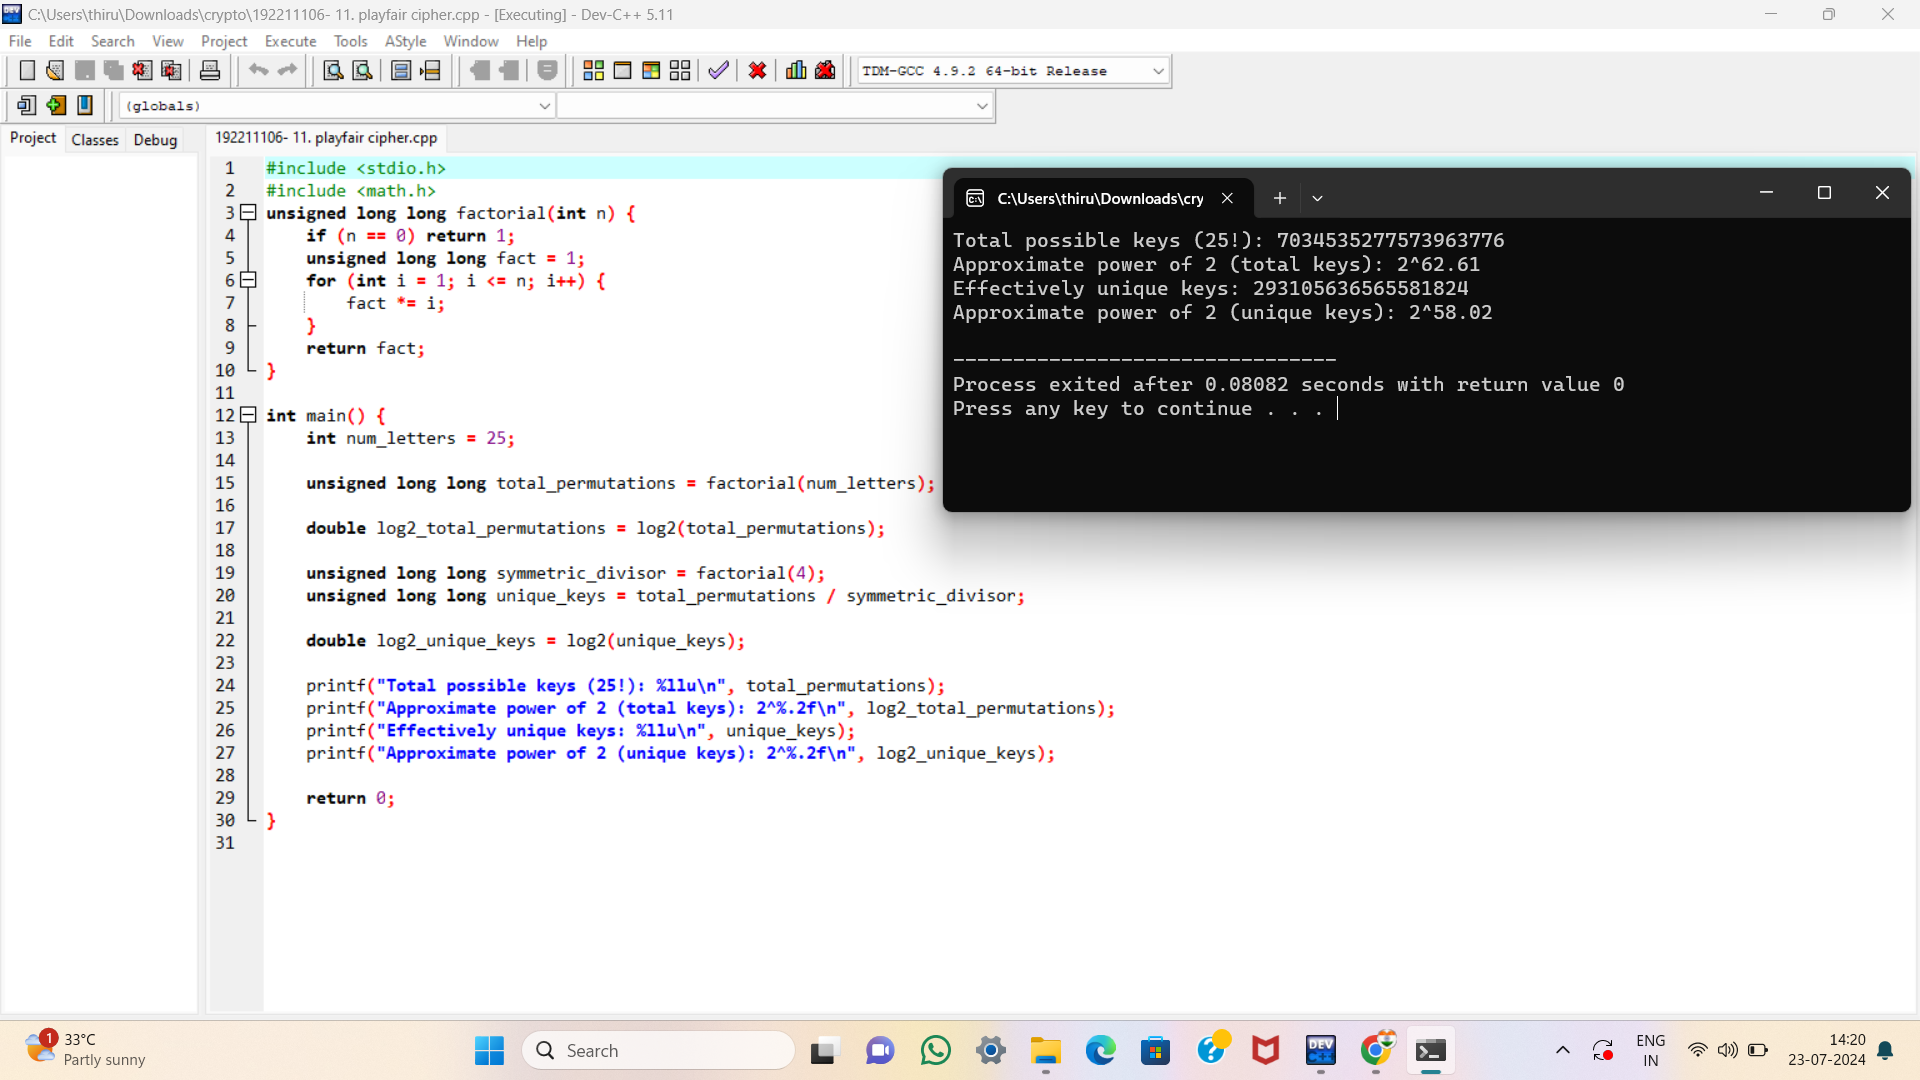 C:\Users\thiru\Downloads\crypto\192211106- 11. playfair cipher.cpp - [Executing] - Dev-C++ 5.11
File Edit Search View Project Execute Tools AStyle Window Help
TDM-GCC 4.9.2 64-bit Release
(globals)
Project Classes Debug
192211106- 11. playfair cipher.cpp
1 #include <stdio.h>
2 #include <math.h>
3 unsigned long long factorial(int n) {
4 if (n == 0) return 1;
5 unsigned long long fact = 1;
6 for (int i = 1; i <= n; i++) {
7 fact *= i;
8 }
9 return fact;
10 }
11
12 int main() {
13 int num_letters = 25;
14
15 unsigned long long total_permutations = factorial(num_letters);
16
17 double log2_total_permutations = log2(total_permutations);
18
19 unsigned long long symmetric_divisor = factorial(4);
20 unsigned long long unique_keys = total_permutations / symmetric_divisor;
21
22 double log2_unique_keys = log2(unique_keys);
23
24 printf("Total possible keys (25!): %llu\n", total_permutations);
25 printf("Approximate power of 2 (total keys): 2^%.2f\n", log2_total_permutations);
26 printf("Effectively unique keys: %llu\n", unique_keys);
27 printf("Approximate power of 2 (unique keys): 2^%.2f\n", log2_unique_keys);
28
29 return 0;
30 }
31
C:\Users\thiru\Downloads\cry
Total possible keys (25!): 7034535277573963776
Approximate power of 2 (total keys): 2^62.61
Effectively unique keys: 293105636565581824
Approximate power of 2 (unique keys): 2^58.02
--------------------------------
Process exited after 0.08082 seconds with return value 0
Press any key to continue . . .
1
33°C
Partly sunny
Search
DEV
ENG
IN
14:20
23-07-2024